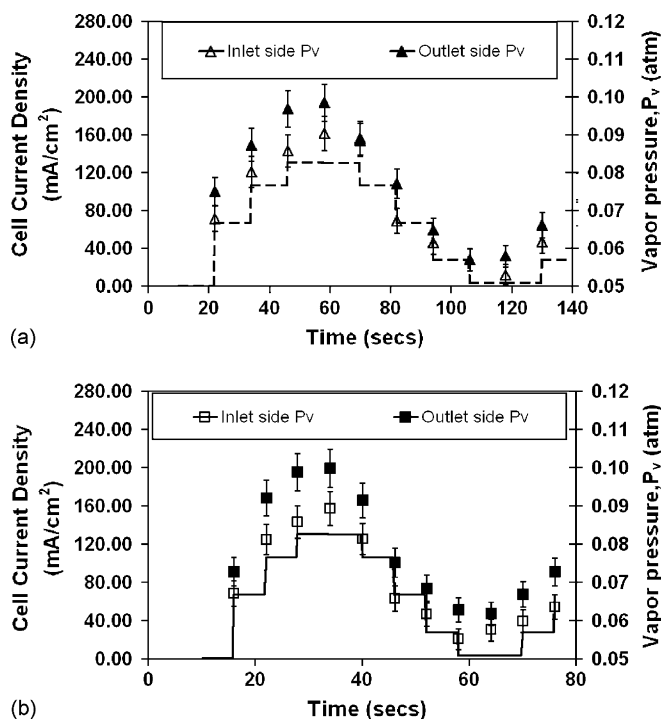 Cell Current Density
(mA/cm²)
280.00
240.00
200.00
160.00
120.00
80.00
40.00
0.00
Inlet side Pv
Outlet side Pv
0.12
0.11
0.10
0.09
0.08
0.07
0.06
0.05
Vapor pressure,Pv (atm)
0 20 40 60 80 100 120 140
Time (secs)
(a)
Cell Current Density
(mA/cm²)
280.00
240.00
200.00
160.00
120.00
80.00
40.00
0.00
Inlet side Pv
Outlet side Pv
0.12
0.11
0.10
0.09
0.08
0.07
0.06
0.05
Vapor pressure,Pv (atm)
0 20 40 60 80
Time (secs)
(b)